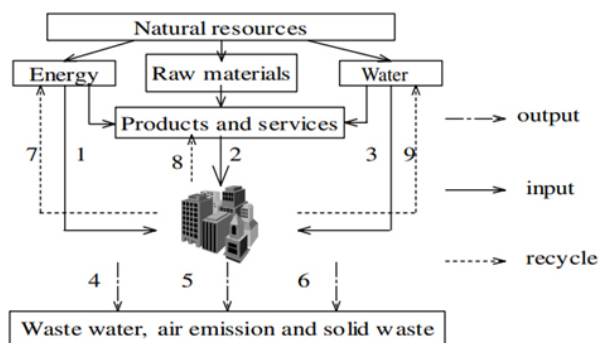 Natural resources
Energy
Raw materials
Water
Products and services
output
7 1 8 2 3 9
input
4 5 6
recycle
Waste water, air emission and solid waste